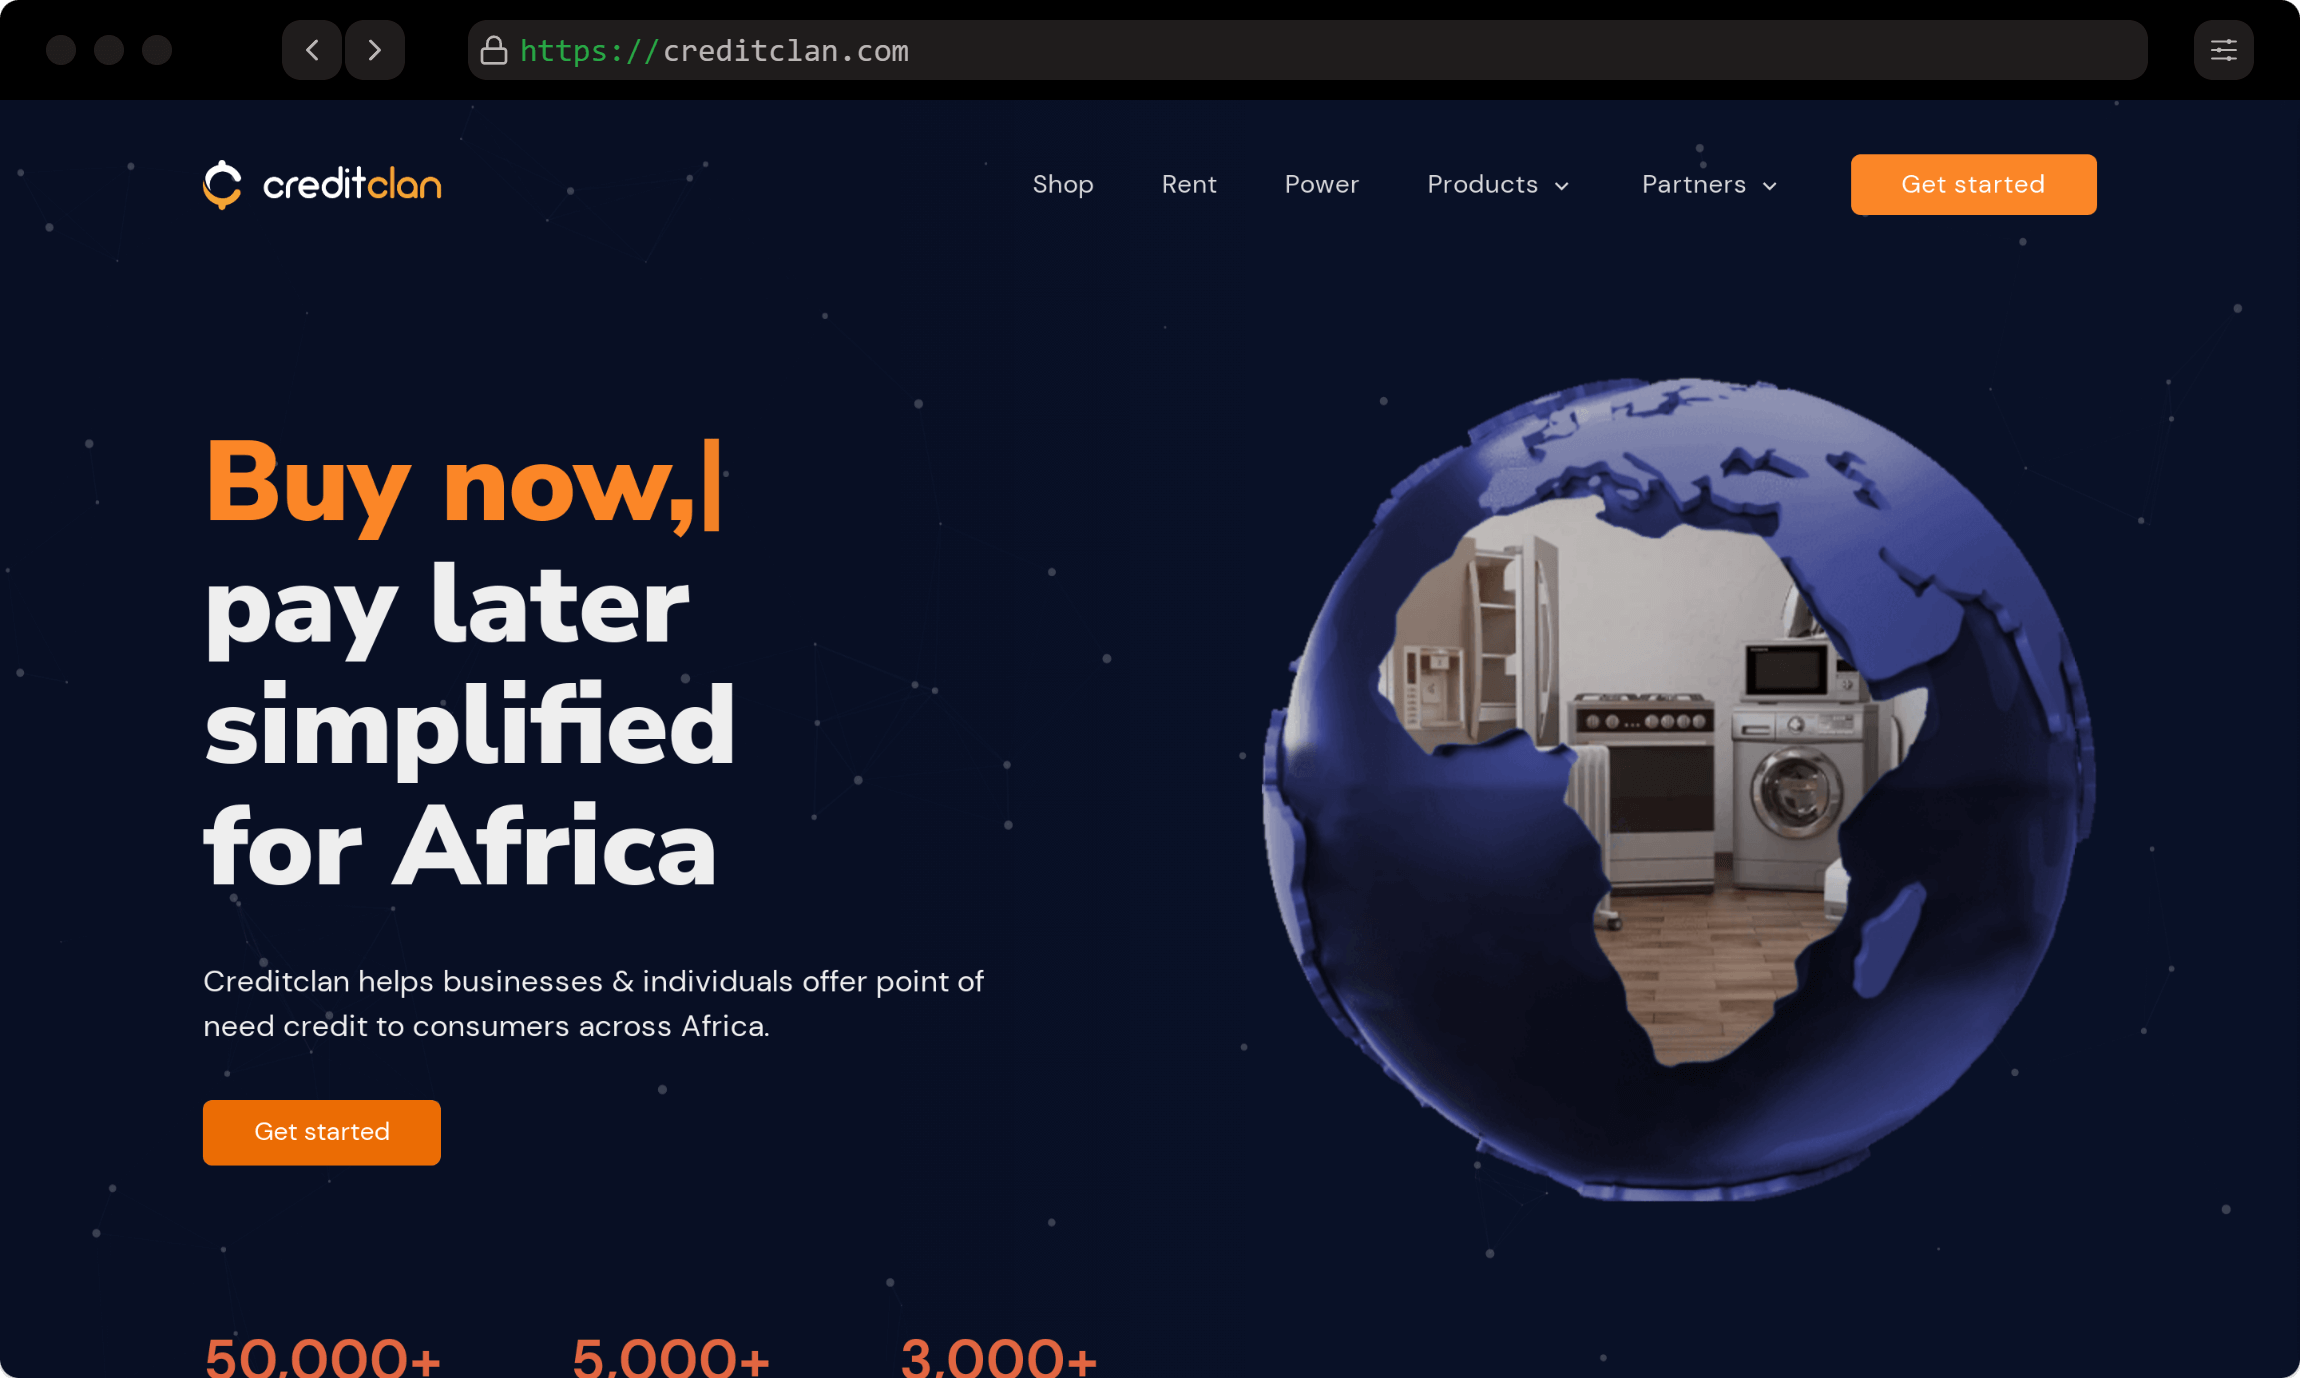 https://creditclan.com
creditclan
Shop
Rent
Power
Products
Partners
Get started
Buy now,|
pay later
simplified
for Africa
Creditclan helps businesses & individuals offer point of
need credit to consumers across Africa.
Get started
50,000+
5,000+
3,000+